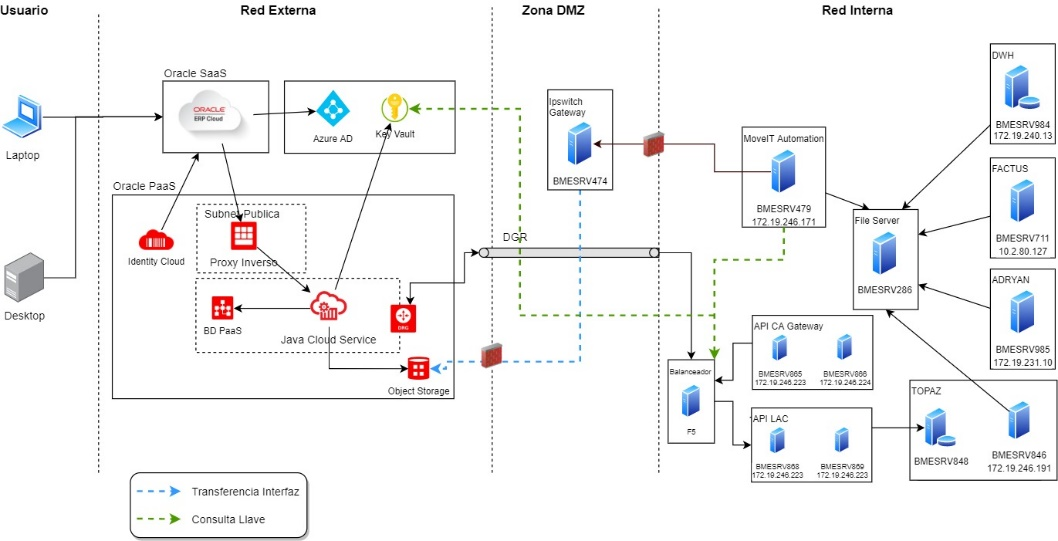 Usuario
Red Externa
Zona DMZ
Red Interna
Laptop
Desktop
Oracle SaaS
ORACLE
ERP Cloud
Azure AD
Key Vault
Oracle PaaS
Subnet Publica
Proxy Inverso
Identity Cloud
BD PaaS
Java Cloud Service
DRG
Object Storage
Ipswitch
Gateway
BMESRV474
DGR
MoveIT Automation
BMESRV479
172.19.246.171
File Server
BMESRV286
DWH
BMESRV984
172.19.240.13
FACTUS
BMESRV711
10.2.80.127
ADRYAN
BMESRV985
172.19.231.10
Balanceador
F5
API CA Gateway
BMESRV865
172.19.246.223
BMESRV866
172.19.246.224
API LAC
BMESRV868
172.19.246.223
BMESRV869
172.19.246.223
TOPAZ
BMESRV848
BMESRV846
172.19.246.191
Transferencia Interfaz
Consulta Llave